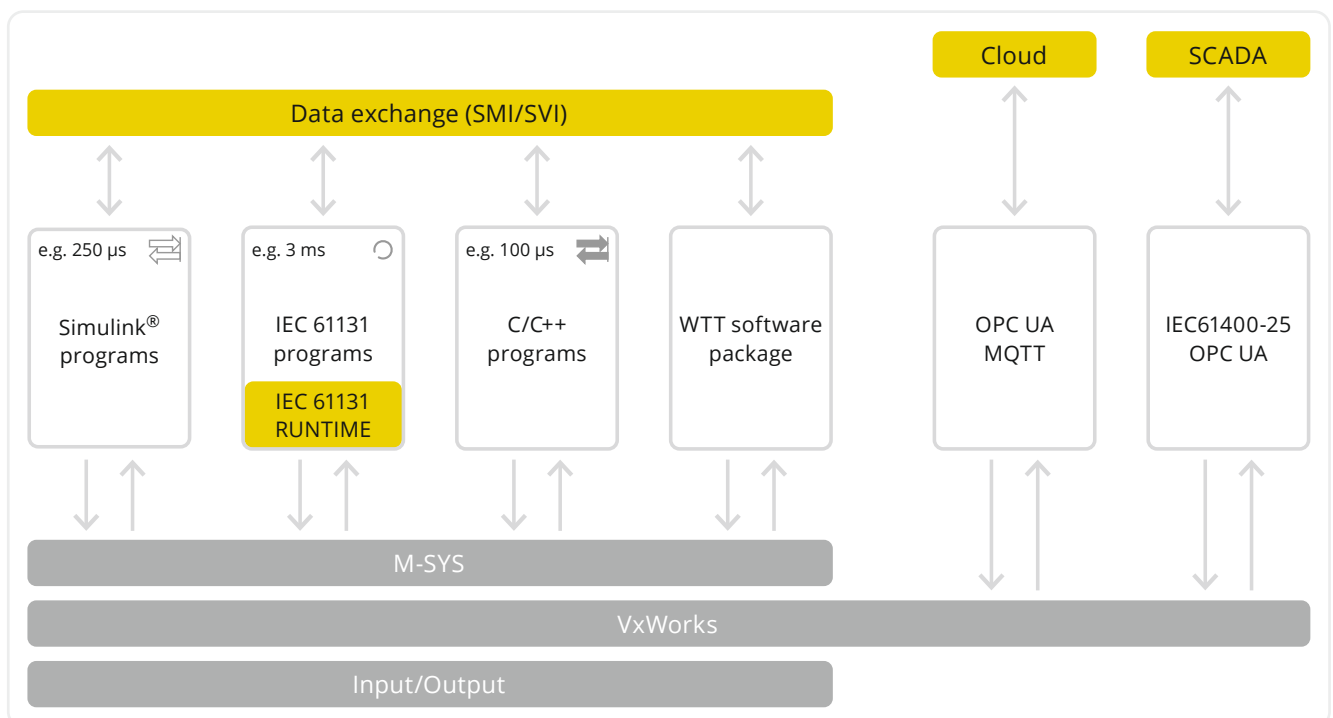 Cloud
SCADA
Data exchange (SMI/SVI)
e.g. 250 µs
Simulink®
programs
e.g. 3 ms
IEC 61131
programs
IEC 61131
RUNTIME
e.g. 100 µs
C/C++
programs
WTT software
package
OPC UA
MQTT
IEC61400-25
OPC UA
M-SYS
VxWorks
Input/Output